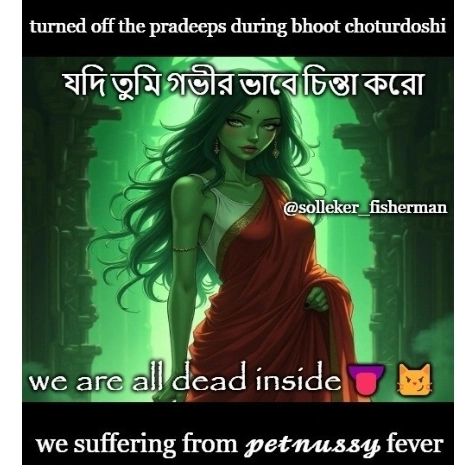 turned off the pradeeps during bhoot choturdoshi
যদি তুমি গভীর ভাবে চিন্তা করো
@solleker_fisherman
we are all dead inside 👅 😼
we suffering from petnussy fever